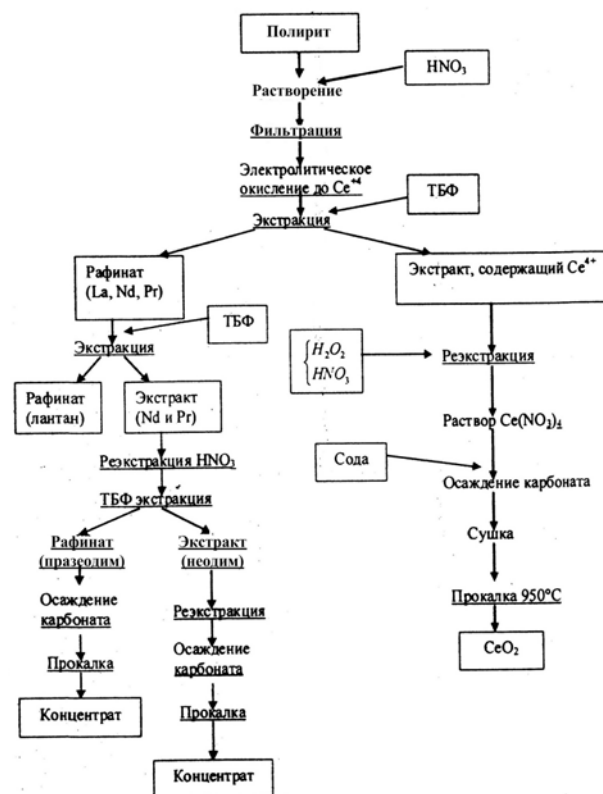 Полирит
HNO₃
Растворение
Фильтрация
Электролитическое
окисление до Ce⁺⁴
ТБФ
Экстракция
Рафинат
(La, Nd, Pr)
Экстракт, содержащий Ce⁴⁺
ТБФ
Экстракция
H₂O₂
HNO₃
Реэкстракция
Рафинат
(лантан)
Экстракт
(Nd и Pr)
Раствор Ce(NO₃)₄
Реэкстракция HNO₃
Сода
ТБФ экстракция
Осаждение карбоната
Рафинат
(празеодим)
Экстракт
(неодим)
Сушка
Осаждение
карбоната
Реэкстракция
Прокалка 950°C
Прокалка
Осаждение
карбоната
CeO₂
Концентрат
Прокалка
Концентрат